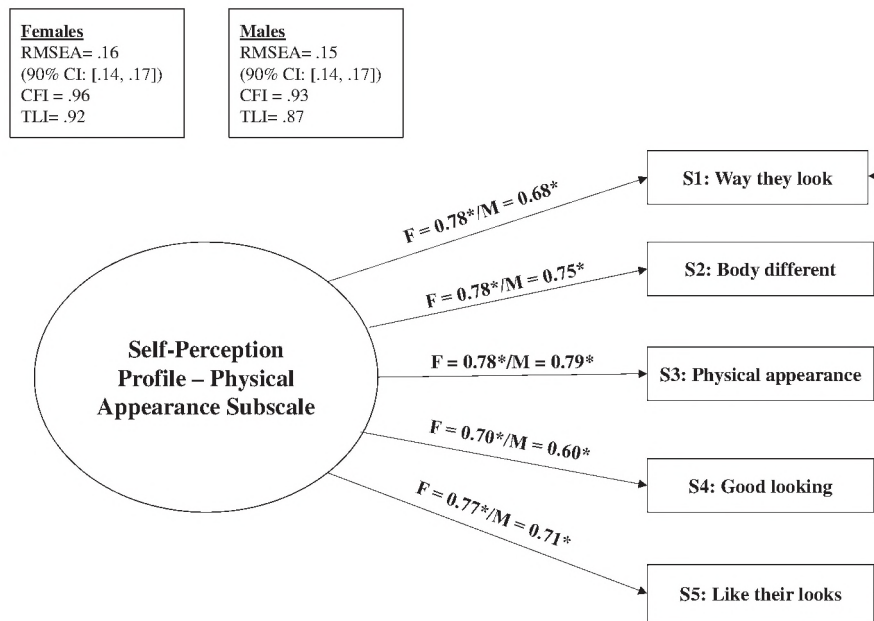 Females
RMSEA= .16
(90% CI: [.14, .17])
CFI = .96
TLI= .92
Males
RMSEA= .15
(90% CI: [.14, .17])
CFI = .93
TLI= .87
F = 0.78*/M = 0.68*
S1: Way they look
F = 0.78*/M = 0.75*
S2: Body different
Self-Perception
Profile – Physical
Appearance Subscale
F = 0.78*/M = 0.79*
S3: Physical appearance
F = 0.70*/M = 0.60*
S4: Good looking
F = 0.77*/M = 0.71*
S5: Like their looks